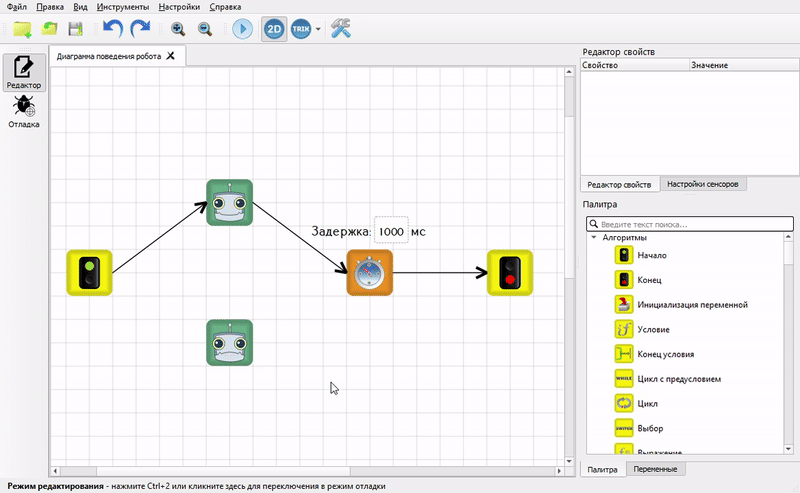 Файл Правка Вид Инструменты Настройки Справка
2D TRIK
Диаграмма поведения робота
Редактор
Отладка
Задержка: 1000 мс
Редактор свойств
Свойство Значение
Редактор свойств Настройки сенсоров
Палитра
Введите текст поиска...
Алгоритмы
Начало
Конец
Инициализация переменной
if Условие
Конец условия
WHILE Цикл с предусловием
Цикл
SWITCH Выбор
Выражение
Палитра Переменные
Режим редактирования - нажмите Ctrl+2 или кликните здесь для переключения в режим отладки